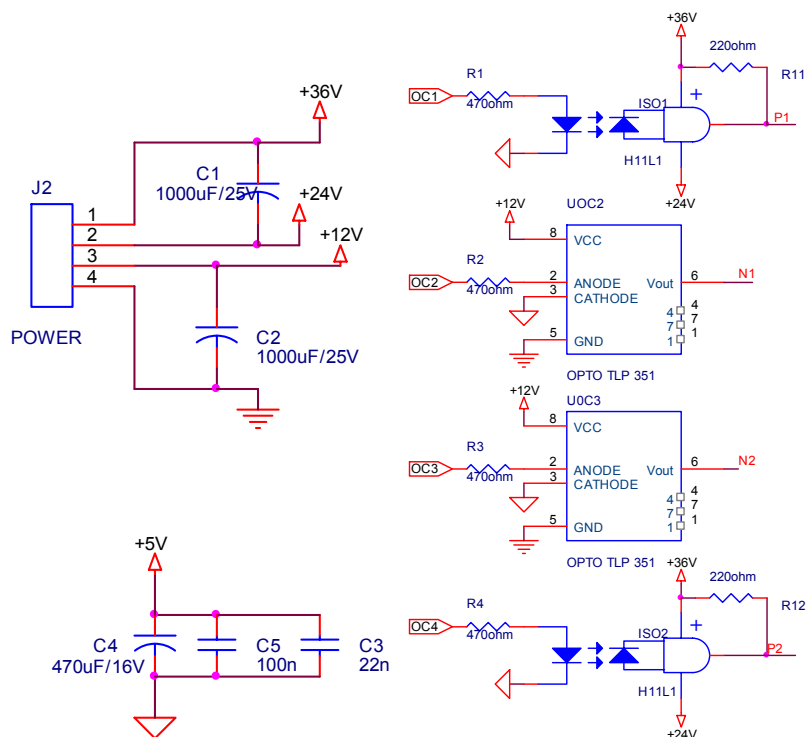 +36V
C1
1000uF/25V
+24V
+12V
J2
1
2
3
4
POWER
C2
1000uF/25V
+5V
C4
470uF/16V
C5
100n
C3
22n
+36V
220ohm
R11
R1
OC1
470ohm
ISO1
+
P1
H11L1
+24V
UOC2
+12V
8
VCC
R2
OC2
470ohm
2
ANODE
Vout
6
N1
3
CATHODE
4
4
7
7
5
GND
1
1
OPTO TLP 351
U0C3
+12V
8
VCC
R3
OC3
470ohm
2
ANODE
Vout
6
N2
3
CATHODE
4
4
7
7
5
GND
1
1
OPTO TLP 351
+36V
220ohm
R12
R4
OC4
470ohm
ISO2
+
P2
H11L1
+24V